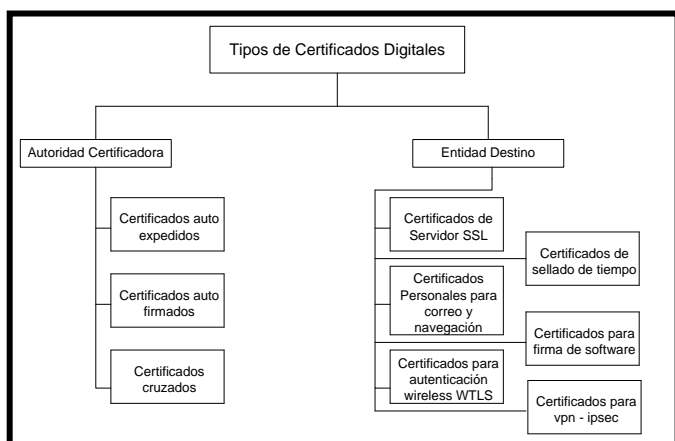 Tipos de Certificados Digitales
Autoridad Certificadora
Entidad Destino
Certificados auto
expedidos
Certificados auto
firmados
Certificados
cruzados
Certificados de
Servidor SSL
Certificados de
sellado de tiempo
Certificados
Personales para
correo y
navegación
Certificados para
firma de software
Certificados para
autenticación
wireless WTLS
Certificados para
vpn - ipsec